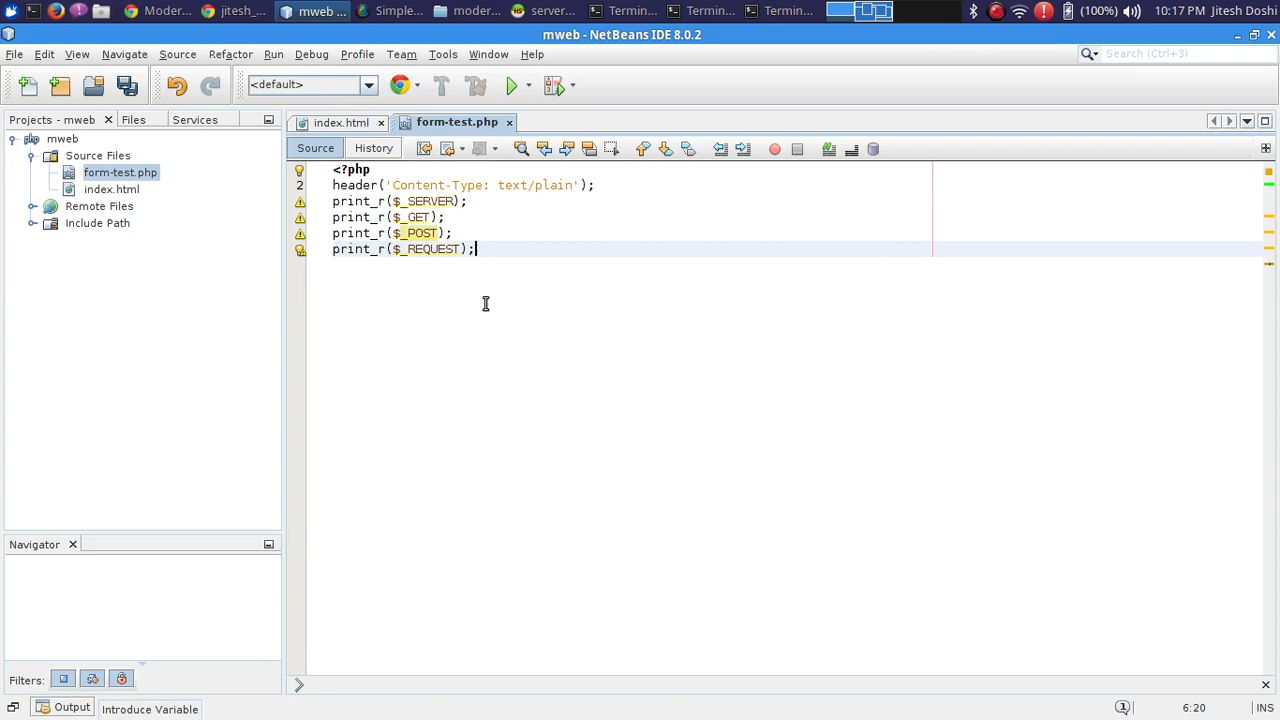 Moder...
jitesh_...
mweb ...
Simple...
moder...
server...
Termin...
Termin...
Termin...
(100%)
10:17 PM
Jitesh Doshi
mweb - NetBeans IDE 8.0.2
File Edit View Navigate Source Refactor Run Debug Profile Team Tools Window Help
Search (Ctrl+3)
<default>
Projects - mweb
Files
Services
mweb
Source Files
form-test.php
index.html
Remote Files
Include Path
Navigator
Filters:
index.html
form-test.php
Source
History
<?php
2 header('Content-Type: text/plain');
print_r($_SERVER);
print_r($_GET);
print_r($_POST);
print_r($_REQUEST);
Output
Introduce Variable
1
6:20
INS